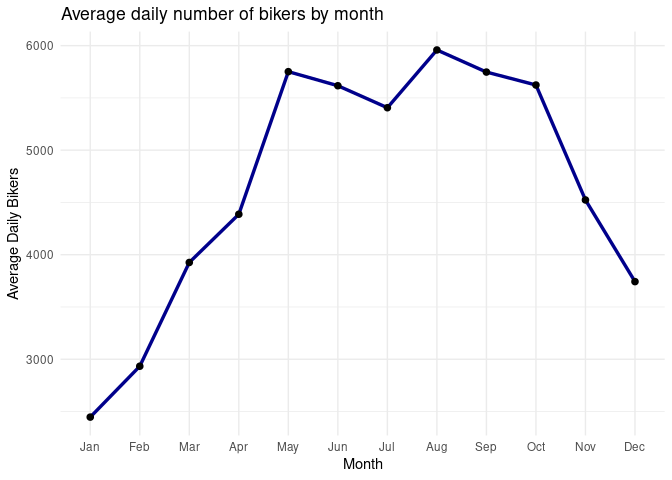 Average daily number of bikers by month
6000
5000
4000
3000
Average Daily Bikers
Jan Feb Mar Apr May Jun Jul Aug Sep Oct Nov Dec
Month